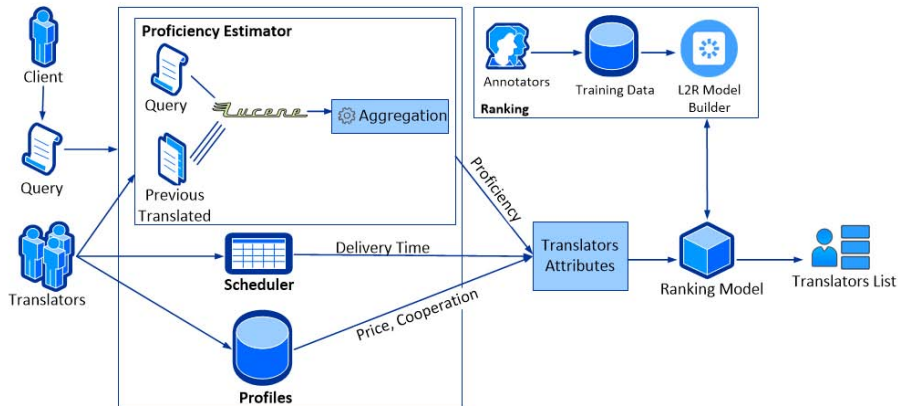 Client
Query
Translators
Proficiency Estimator
Query
Lucene
Aggregation
Previous
Translated
Scheduler
Profiles
Proficiency
Delivery Time
Price, Cooperation
Translators
Attributes
Annotators
Training Data
L2R Model
Builder
Ranking
Ranking Model
Translators List